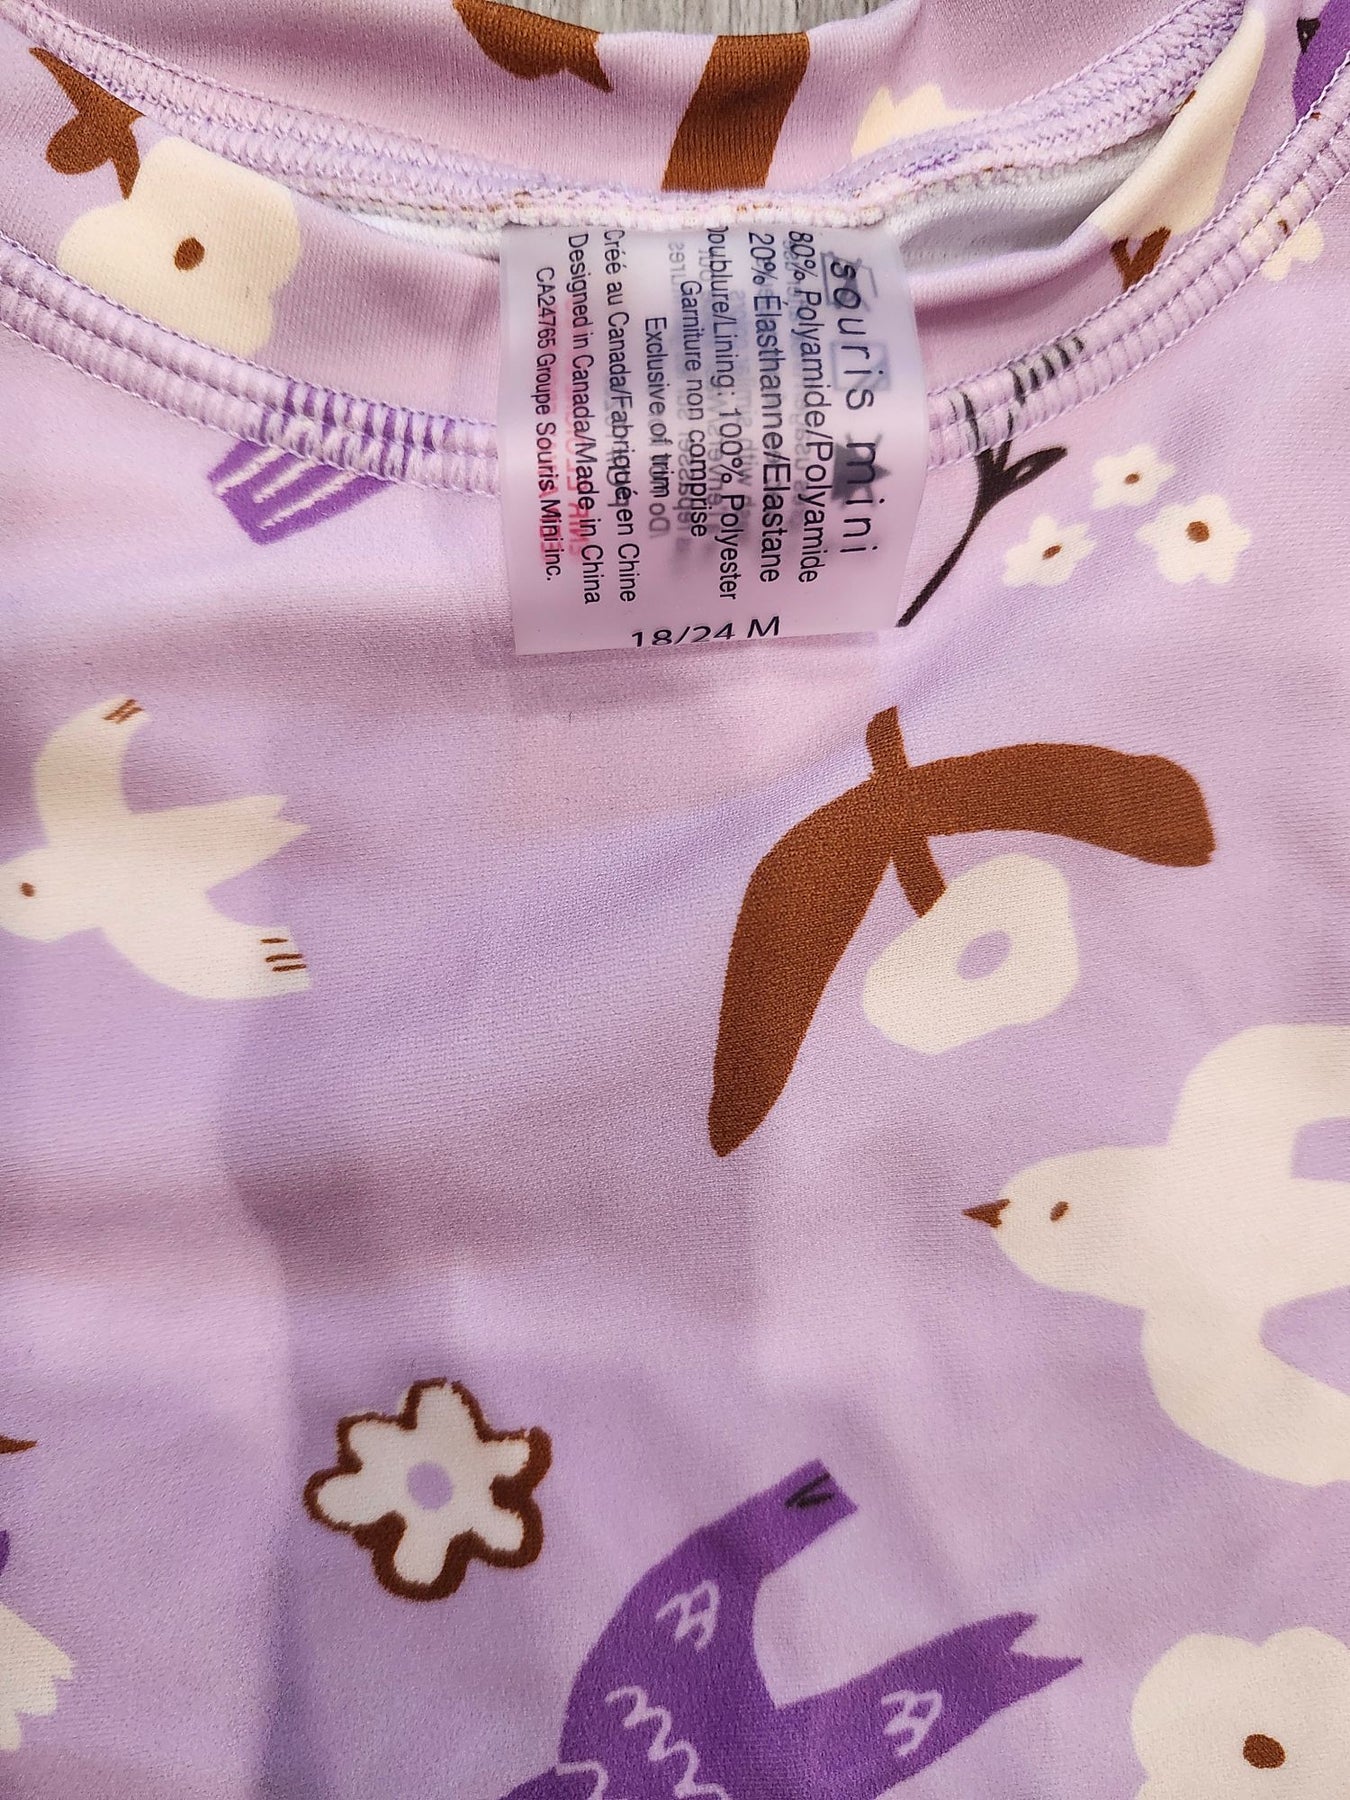 souris mini
80% Polyamide/Polyamide
20% Élasthanne/Elastane
Doublure/Lining: 100% Polyester
Garniture non comprise
Exclusive of trim
Créé au Canada/Fabriqué en Chine
Designed in Canada/Made in China
CA24765 Groupe Souris Mini inc.
18/24 M